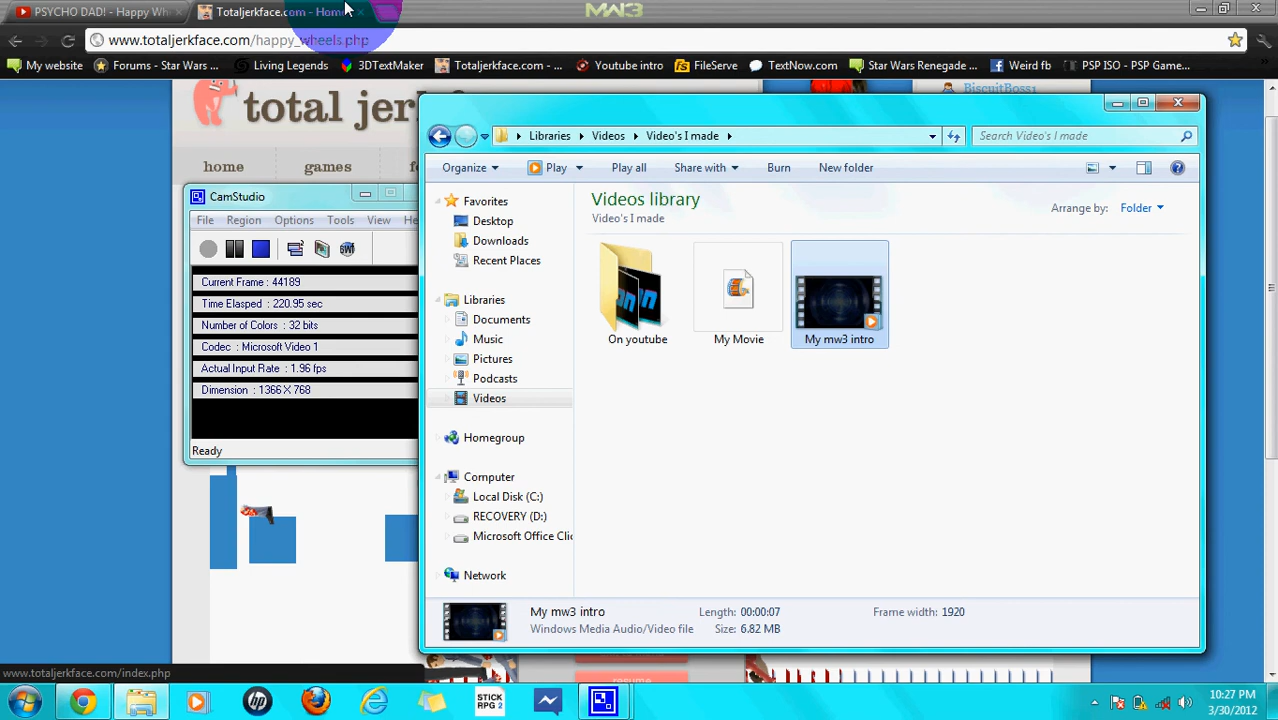 PSYCHO DAD! - Happy Wh
Totaljerkface.com - Hom
MW3
www.totaljerkface.com/happy_wheels.php
My website
Forums - Star Wars ...
Living Legends
3DTextMaker
Totaljerkface.com - ...
Youtube intro
FileServe
TextNow.com
Star Wars Renegade ...
Weird fb
PSP ISO - PSP Game...
BiscuitBoss1
total jer
home
games
Libraries
Videos
Video's I made
Search Video's I made
Organize
Play
Play all
Share with
Burn
New folder
CamStudio
File
Region
Options
Tools
View
He
Current Frame : 44189
Time Elasped : 220.95 sec
Number of Colors : 32 bits
Codec : Microsoft Video 1
Actual Input Rate : 1.96 fps
Dimension : 1366 X 768
Ready
Favorites
Desktop
Downloads
Recent Places
Libraries
Documents
Music
Pictures
Podcasts
Videos
Homegroup
Computer
Local Disk (C:)
RECOVERY (D:)
Microsoft Office Clic
Network
Videos library
Video's I made
Arrange by: Folder
On youtube
My Movie
My mw3 intro
My mw3 intro
Length: 00:00:07
Frame width: 1920
Windows Media Audio/Video file
Size: 6.82 MB
www.totaljerkface.com/index.php
STICK
RPG 2
10:27 PM
3/30/2012